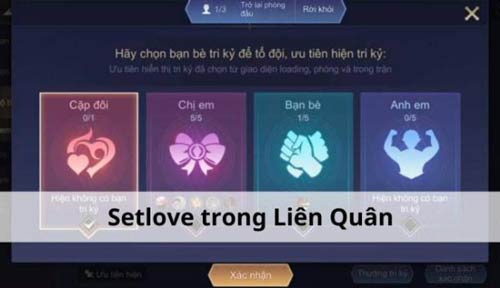 1/3
Trở lại phòng
đấu
Rời khỏi
Hãy chọn bạn bè tri kỷ để tổ đội, ưu tiên hiện tri kỷ:
Ưu tiên hiển thị tri kỷ đã chọn từ giao diện loading, phòng và trong trận
Cặp đôi
0/1
Chị em
5/5
Bạn bè
1/5
Anh em
0/5
Hiện không có bạn
tri kỷ
Hiện không có bạn
tri kỷ
Setlove trong Liên Quân
Ưu tiên hiện
Xác nhận
Thưởng tri kỷ
Danh sách
xác nhận